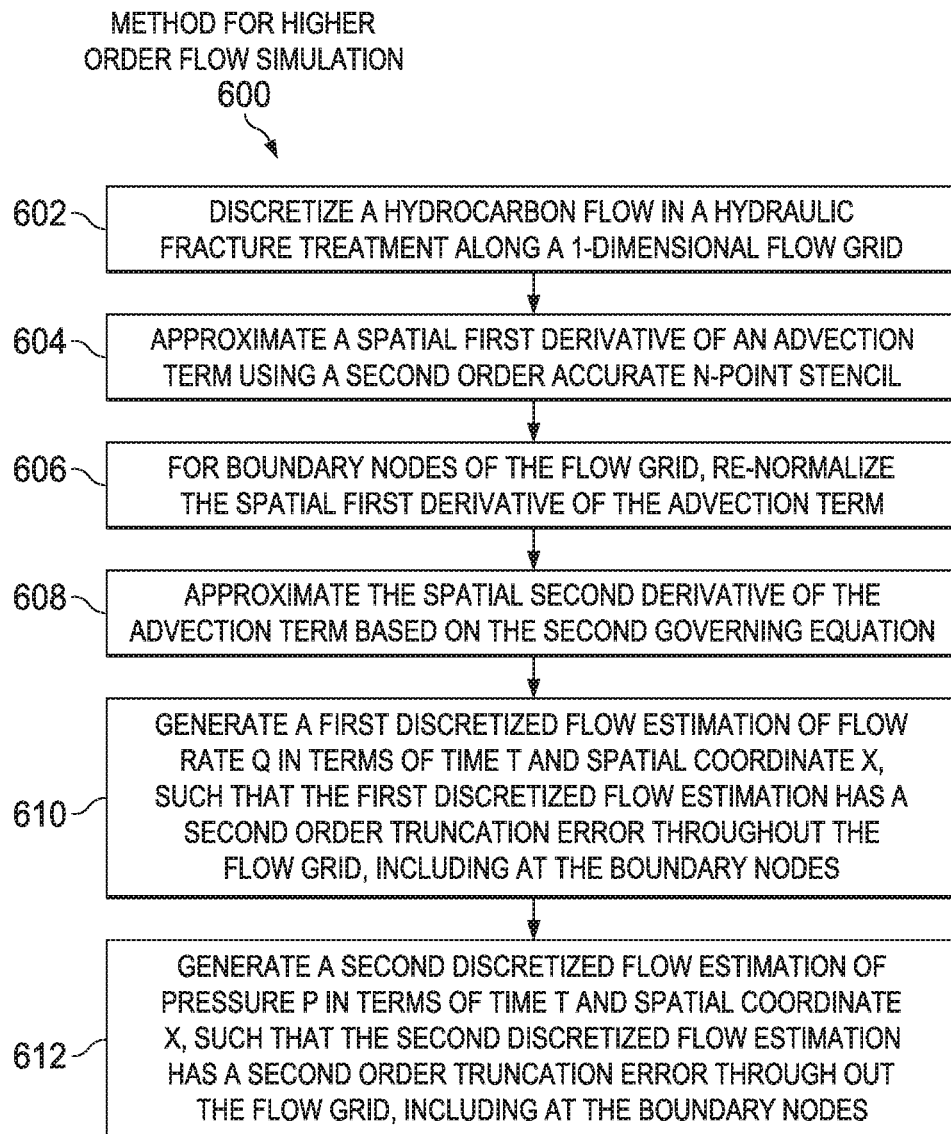 METHOD FOR HIGHER
ORDER FLOW SIMULATION
600
602
DISCRETIZE A HYDROCARBON FLOW IN A HYDRAULIC
FRACTURE TREATMENT ALONG A 1-DIMENSIONAL FLOW GRID
604
APPROXIMATE A SPATIAL FIRST DERIVATIVE OF AN ADVECTION
TERM USING A SECOND ORDER ACCURATE N-POINT STENCIL
606
FOR BOUNDARY NODES OF THE FLOW GRID, RE-NORMALIZE
THE SPATIAL FIRST DERIVATIVE OF THE ADVECTION TERM
608
APPROXIMATE THE SPATIAL SECOND DERIVATIVE OF THE
ADVECTION TERM BASED ON THE SECOND GOVERNING EQUATION
610
GENERATE A FIRST DISCRETIZED FLOW ESTIMATION OF FLOW
RATE Q IN TERMS OF TIME T AND SPATIAL COORDINATE X,
SUCH THAT THE FIRST DISCRETIZED FLOW ESTIMATION HAS A
SECOND ORDER TRUNCATION ERROR THROUGHOUT THE
FLOW GRID, INCLUDING AT THE BOUNDARY NODES
612
GENERATE A SECOND DISCRETIZED FLOW ESTIMATION OF
PRESSURE P IN TERMS OF TIME T AND SPATIAL COORDINATE
X, SUCH THAT THE SECOND DISCRETIZED FLOW ESTIMATION
HAS A SECOND ORDER TRUNCATION ERROR THROUGH OUT
THE FLOW GRID, INCLUDING AT THE BOUNDARY NODES